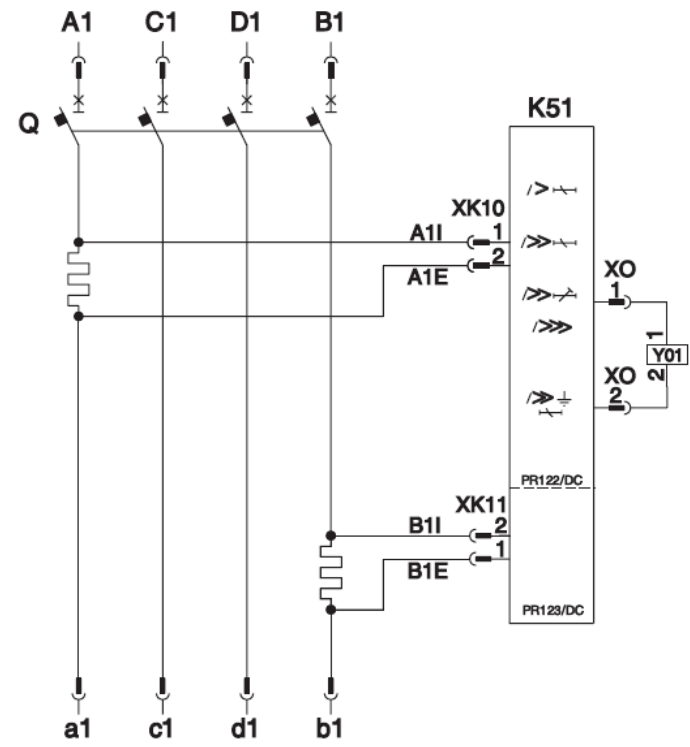 A1 C1 D1 B1
Q
K51
XK10
A1I 1
A1E 2
XO
1
1
Y01
2
XO
2
PR122/DC
XK11
B1I 2
B1E 1
PR123/DC
a1 c1 d1 b1